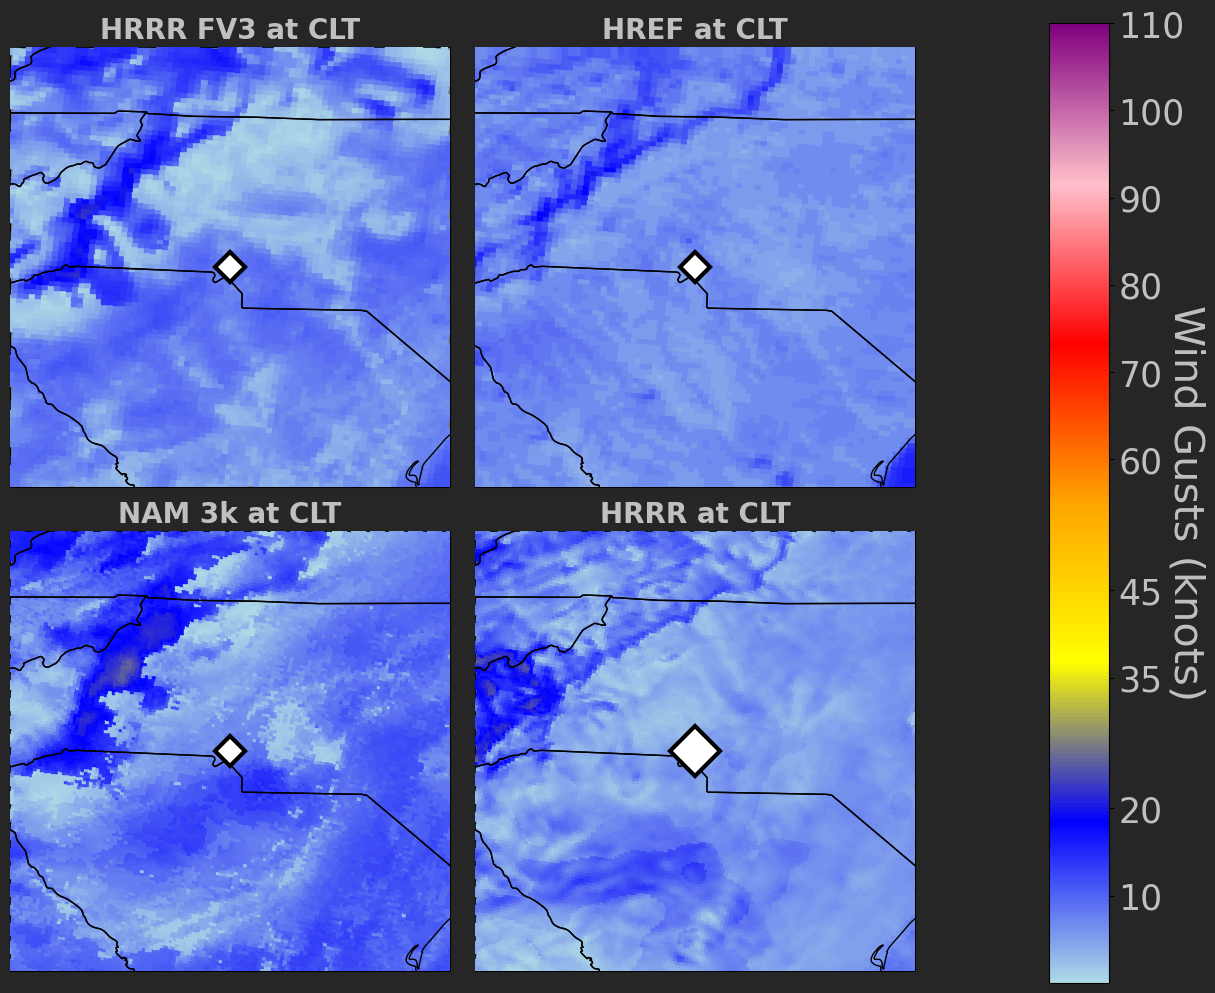 HRRR FV3 at CLT
HREF at CLT
NAM 3k at CLT
HRRR at CLT
110
100
90
80
70
60
45
35
20
10
Wind Gusts (knots)